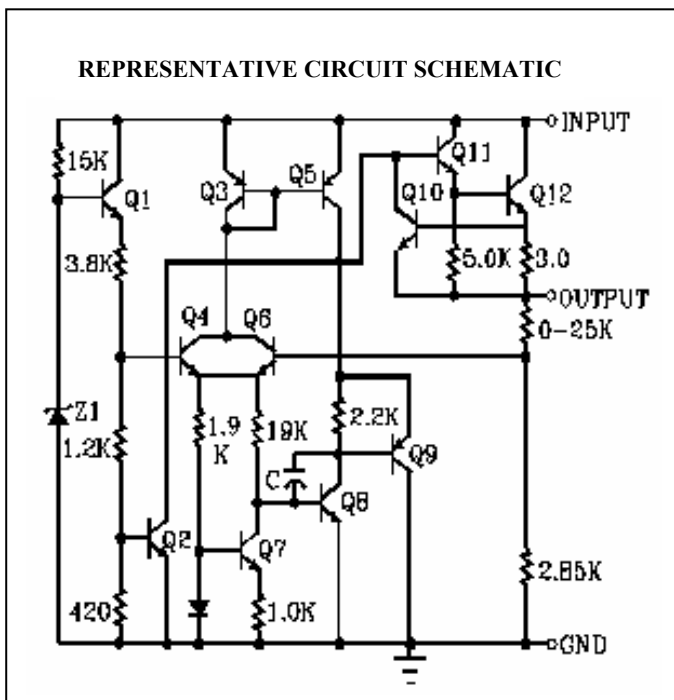 REPRESENTATIVE CIRCUIT SCHEMATIC
INPUT
15K
Q1
Q3
Q5
Q11
Q10
Q12
3.8K
5.0K
3.0
OUTPUT
0-25K
Q4
Q6
Z1
1.2K
1.9
K
19K
2.2K
C
Q9
Q8
Q2
Q7
2.85K
420
1.0K
GND